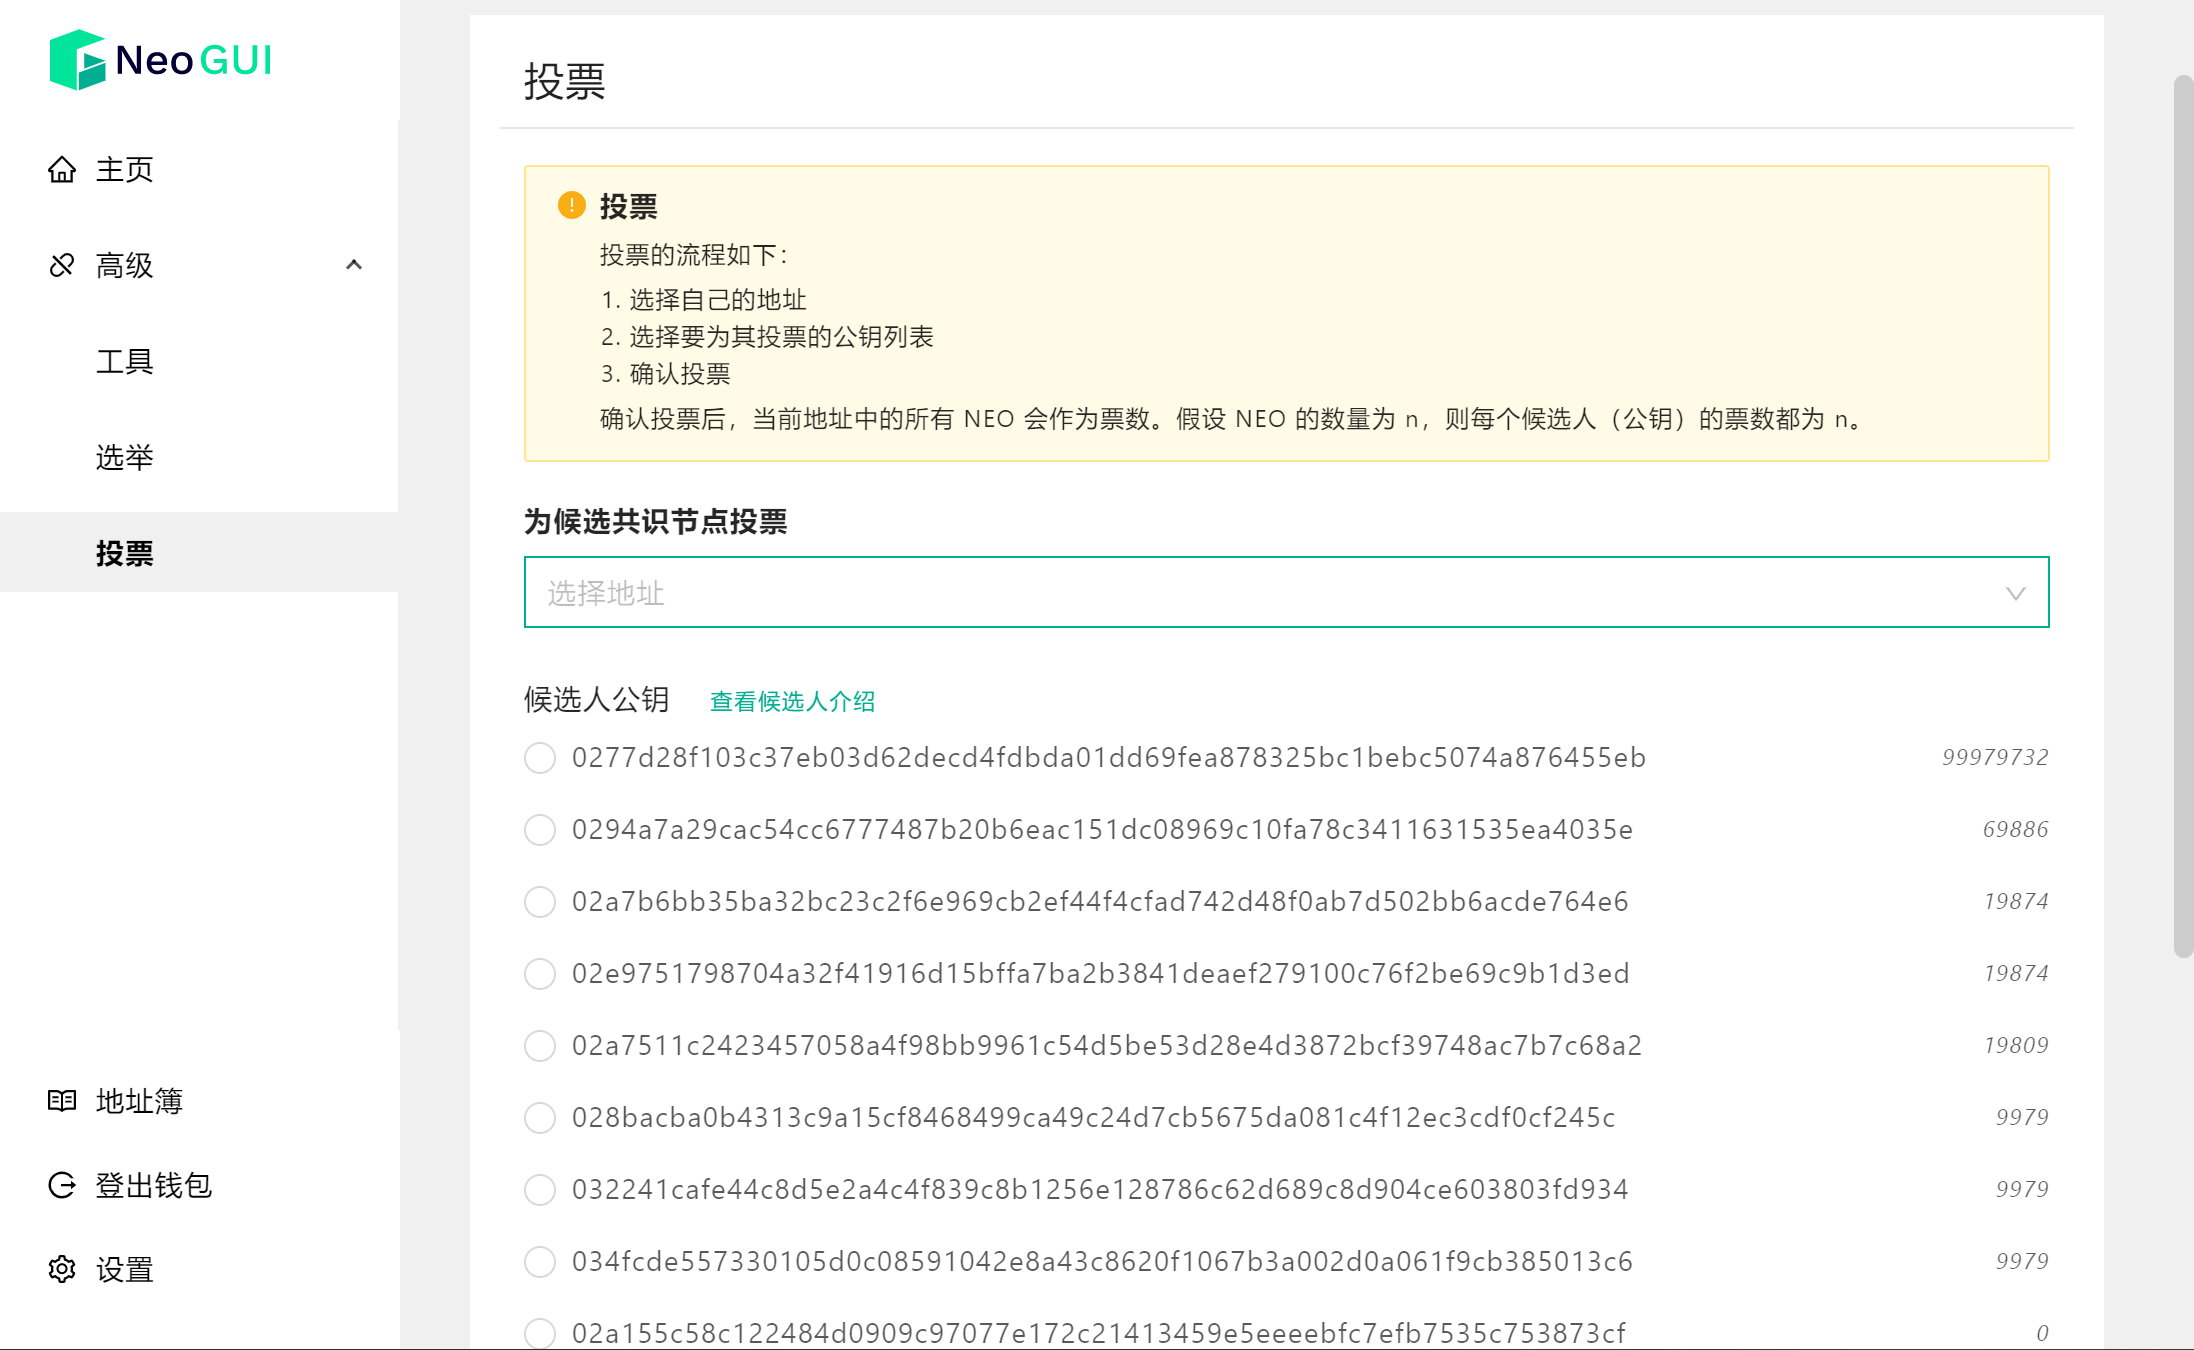 Neo GUI
主页
高级
工具
选举
投票
地址簿
登出钱包
设置
投票
投票
投票的流程如下：
1. 选择自己的地址
2. 选择要为其投票的公钥列表
3. 确认投票
确认投票后，当前地址中的所有 NEO 会作为票数。假设 NEO 的数量为 n，则每个候选人（公钥）的票数都为 n。
为候选共识节点投票
选择地址
候选人公钥 查看候选人介绍
0277d28f103c37eb03d62decd4fdbda01dd69fea878325bc1bebc5074a876455eb 99979732
0294a7a29cac54cc6777487b20b6eac151dc08969c10fa78c3411631535ea4035e 69886
02a7b6bb35ba32bc23c2f6e969cb2ef44f4cfad742d48f0ab7d502bb6acde764e6 19874
02e9751798704a32f41916d15bffa7ba2b3841deaef279100c76f2be69c9b1d3ed 19874
02a7511c2423457058a4f98bb9961c54d5be53d28e4d3872bcf39748ac7b7c68a2 19809
028bacba0b4313c9a15cf8468499ca49c24d7cb5675da081c4f12ec3cdf0cf245c 9979
032241cafe44c8d5e2a4c4f839c8b1256e128786c62d689c8d904ce603803fd934 9979
034fcde557330105d0c08591042e8a43c8620f1067b3a002d0a061f9cb385013c6 9979
02a155c58c122484d0909c97077e172c21413459e5eeeebfc7efb7535c753873cf 0